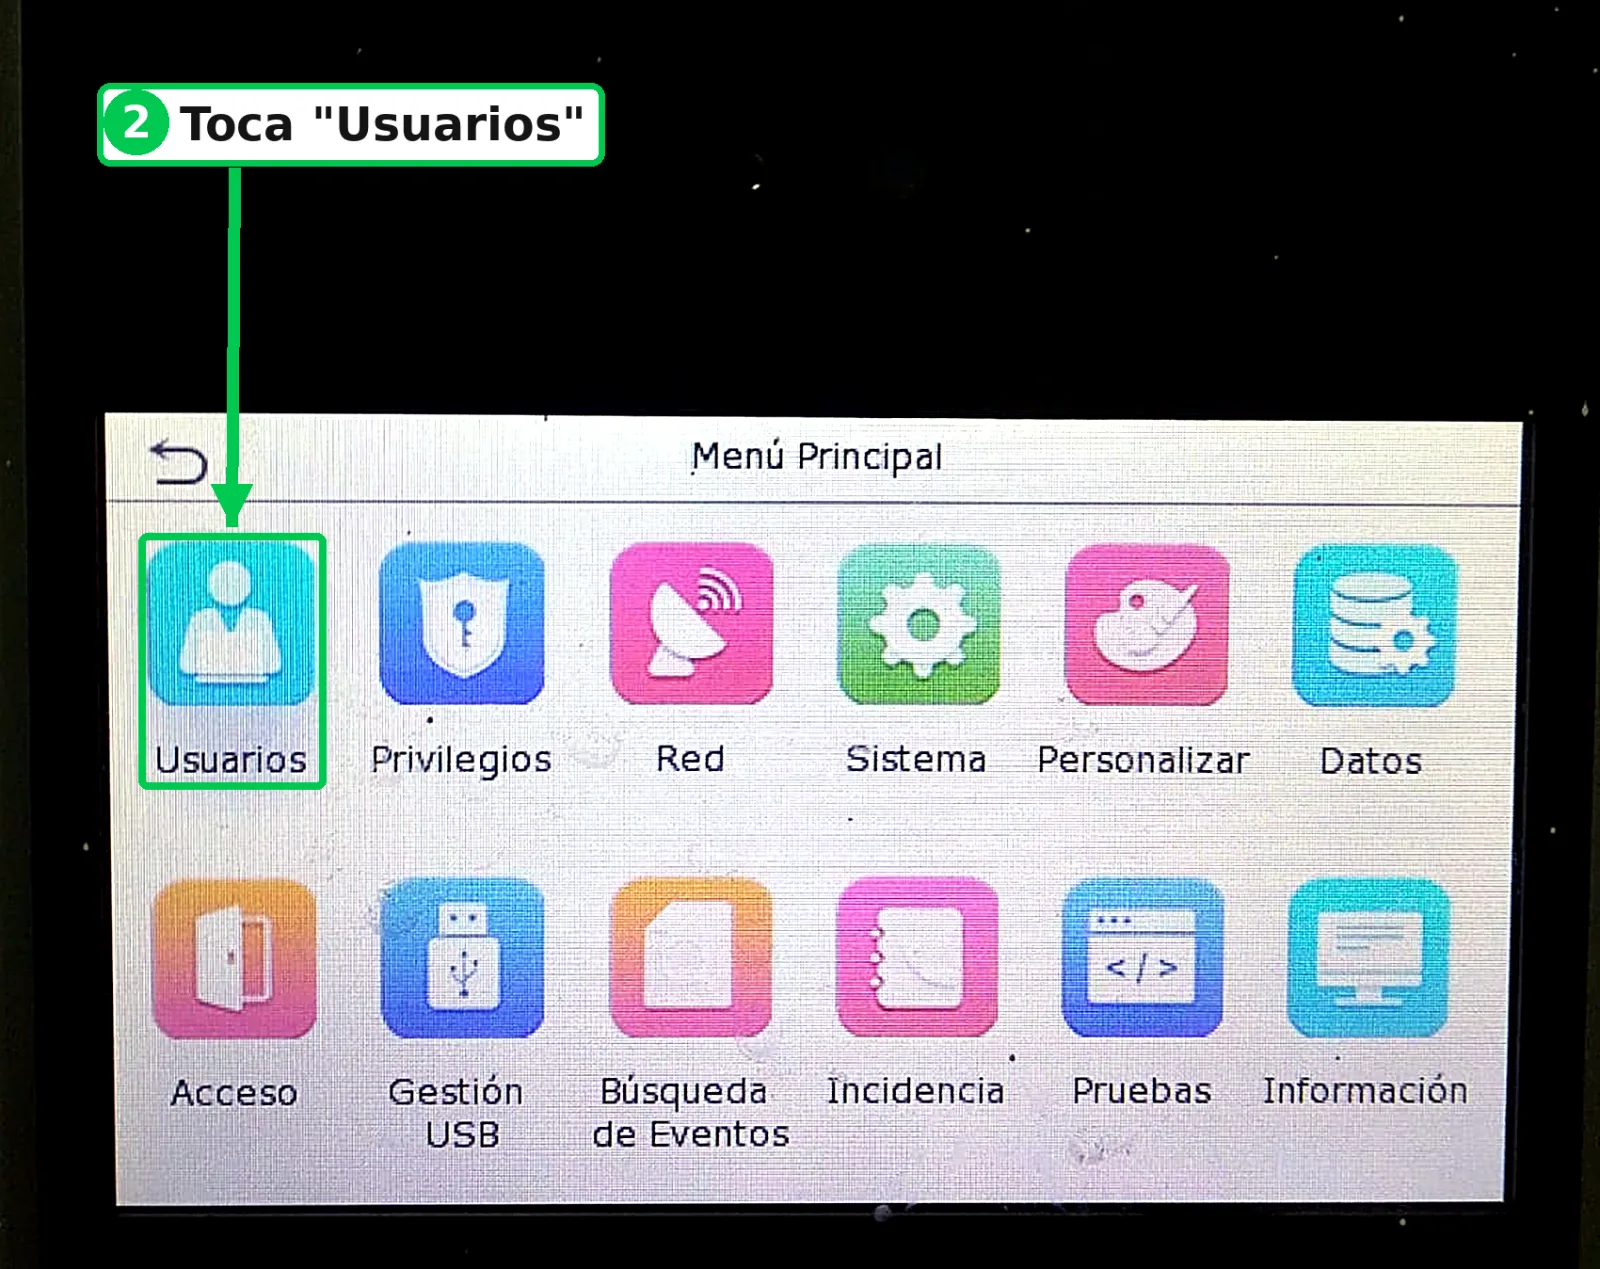 2 Toca "Usuarios"
Menú Principal
Usuarios Privilegios Red Sistema Personalizar Datos
</>
Acceso Gestión USB Búsqueda de Eventos Incidencia Pruebas Información